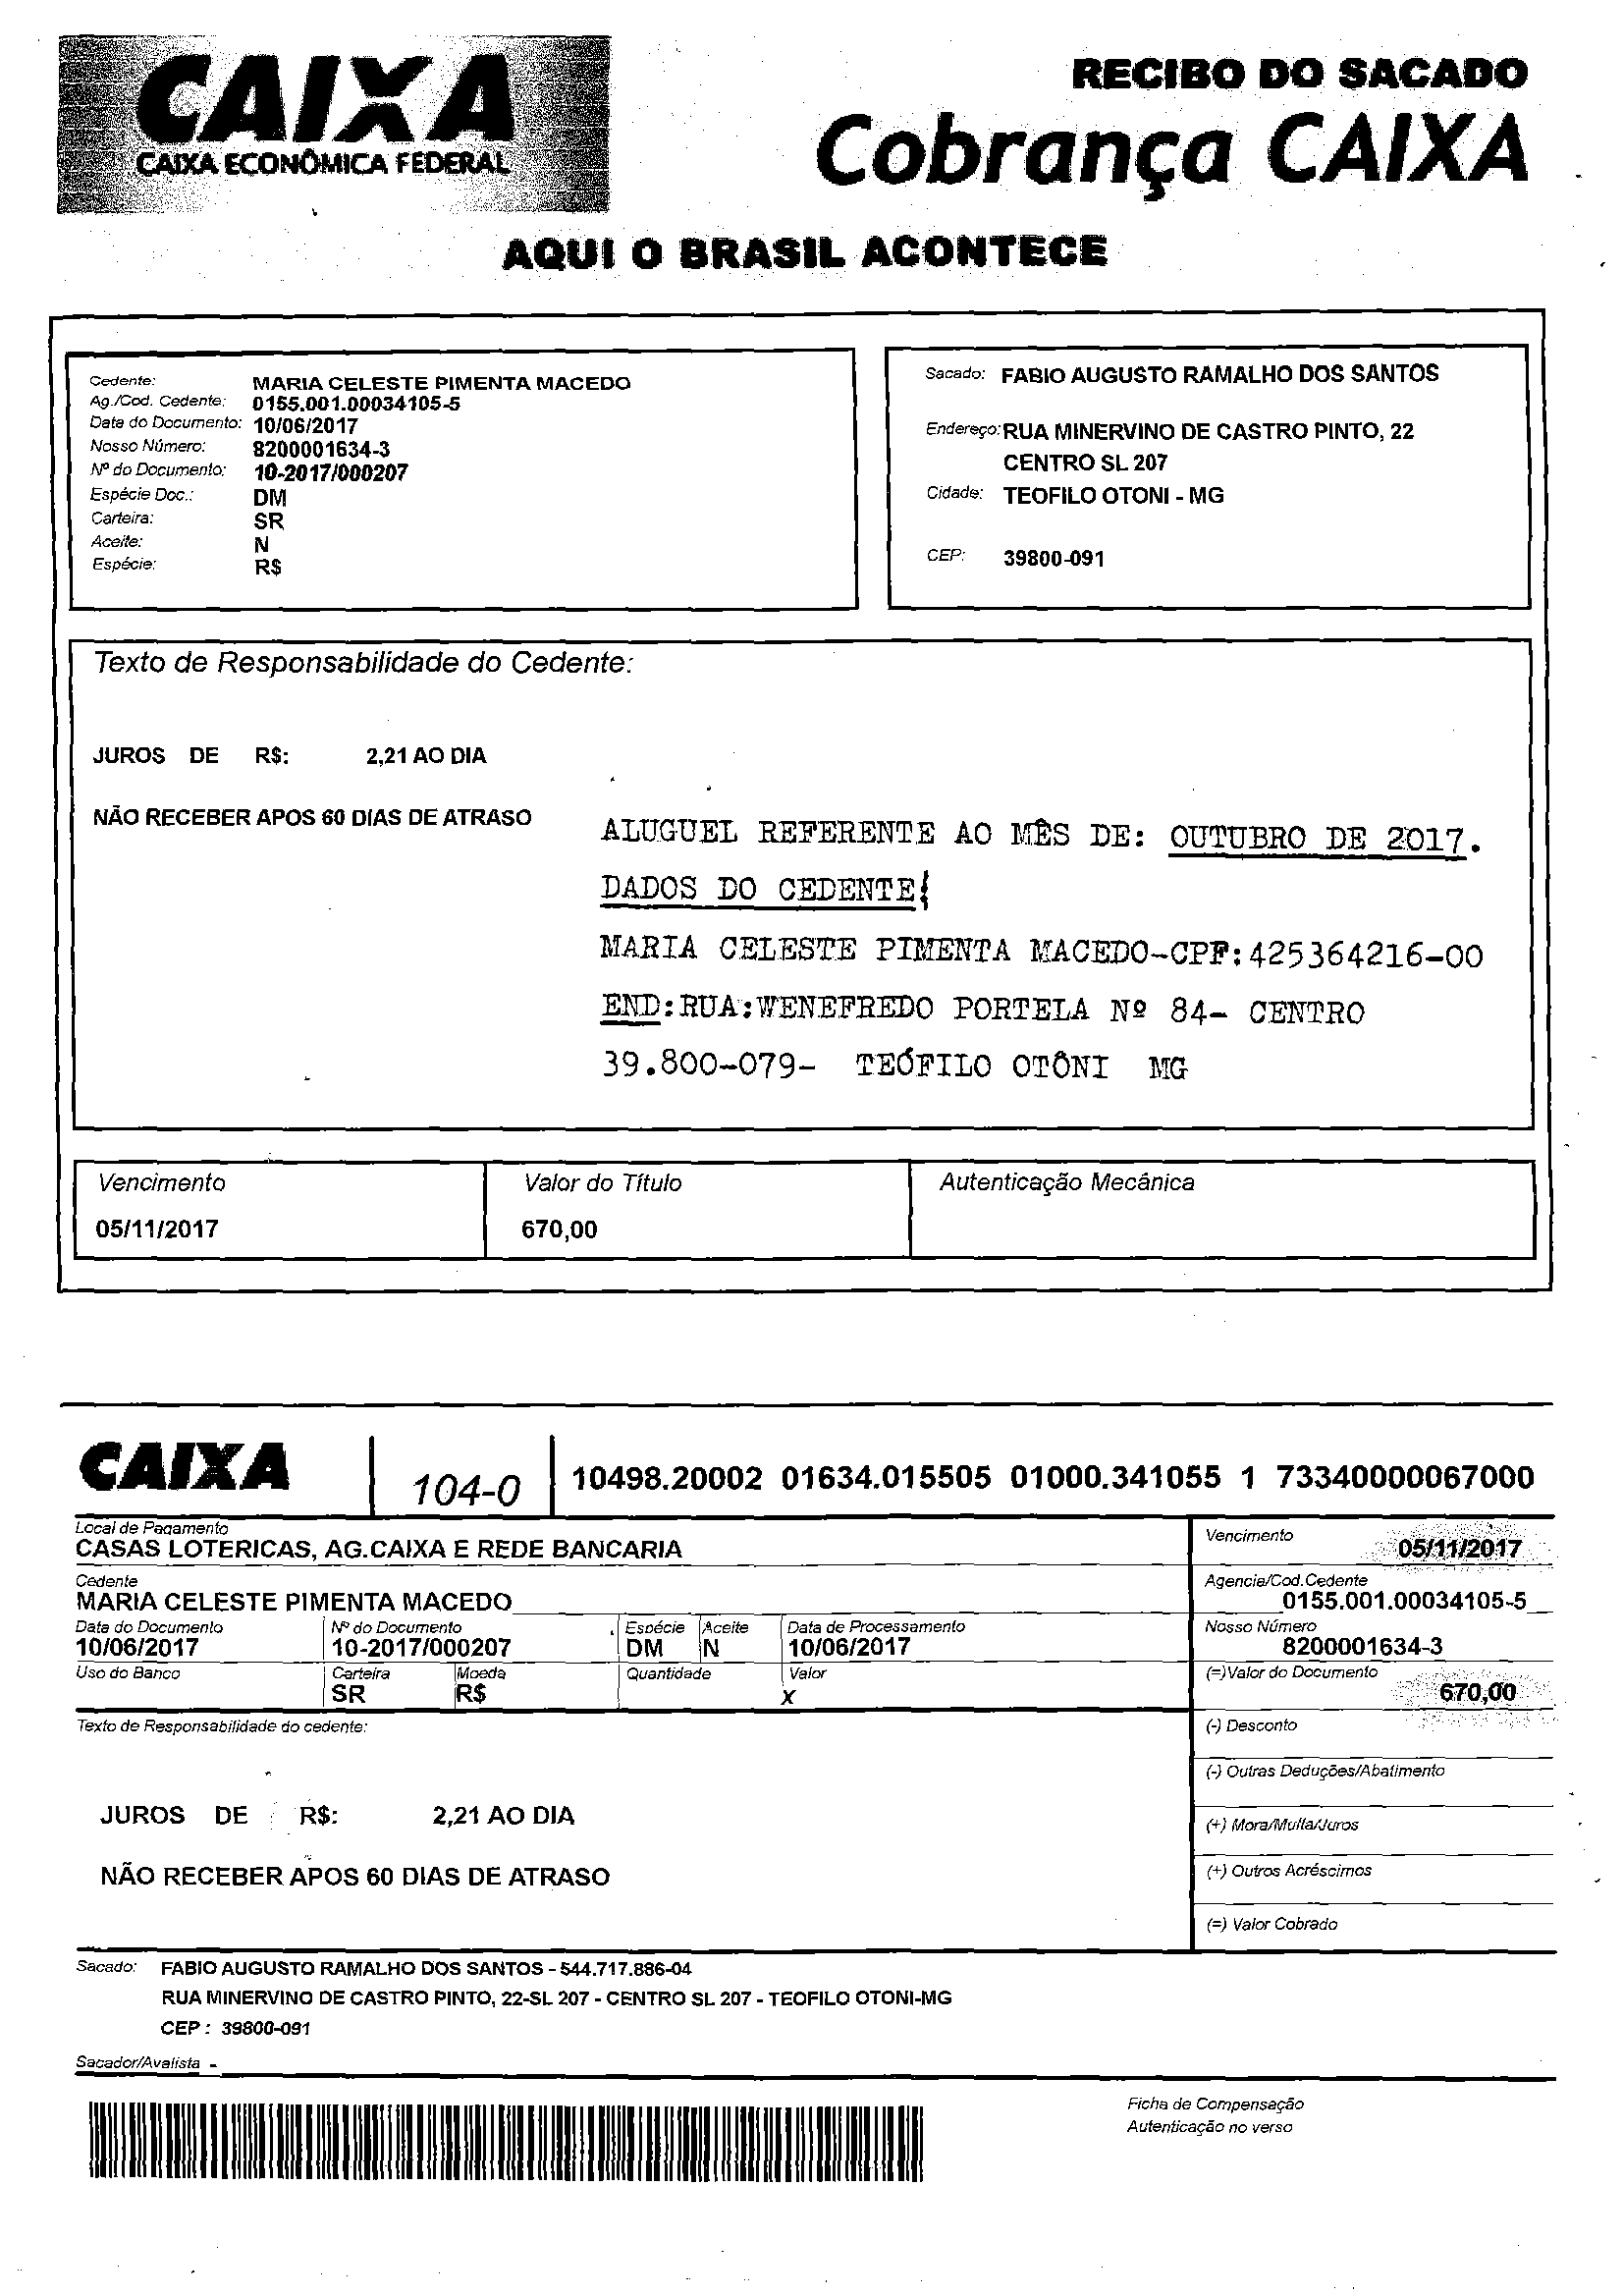 CAIXA
CAIXA ECONÔMICA FEDERAL
RECIBO DO SACADO
Cobrança CAIXA
AQUI O BRASIL ACONTECE
Cedente: MARIA CELESTE PIMENTA MACEDO
Ag./Cod. Cedente: 0155.001.00034105-5
Data do Documento: 10/06/2017
Nosso Número: 8200001634-3
Nº do Documento: 10-2017/000207
Espécie Doc.: DM
Carteira: SR
Aceite: N
Espécie: R$
Sacado: FABIO AUGUSTO RAMALHO DOS SANTOS
Endereço: RUA MINERVINO DE CASTRO PINTO, 22
CENTRO SL 207
Cidade: TEOFILO OTONI - MG
CEP: 39800-091
Texto de Responsabilidade do Cedente:
JUROS DE R$: 2,21 AO DIA
NÃO RECEBER APOS 60 DIAS DE ATRASO
ALUGUEL REFERENTE AO MÊS DE: OUTUBRO DE 2017.
DADOS DO CEDENTE!
MARIA CELESTE PIMENTA MACEDO-CPF:425364216-00
END:RUA:WENEFREDO PORTELA Nº 84- CENTRO
39.800-079- TEÓFILO OTÔNI MG
Vencimento Valor do Título Autenticação Mecânica
05/11/2017 670,00
CAIXA 104-0 10498.20002 01634.015505 01000.341055 1 73340000067000
Local de Pagamento Vencimento
CASAS LOTERICAS, AG.CAIXA E REDE BANCARIA 05/11/2017
Cedente Agencia/Cod.Cedente
MARIA CELESTE PIMENTA MACEDO 0155.001.00034105-5
Data do Documento Nº do Documento Espécie Aceite Data de Processamento Nosso Número
10/06/2017 10-2017/000207 DM N 10/06/2017 8200001634-3
Uso do Banco Carteira Moeda Quantidade Valor (=)Valor do Documento
SR R$ X 670,00
Texto de Responsabilidade do cedente: (-) Desconto
(-) Outras Deduções/Abatimento
JUROS DE R$: 2,21 AO DIA
(+) Mora/Multa/Juros
NÃO RECEBER APOS 60 DIAS DE ATRASO
(+) Outros Acréscimos
(=) Valor Cobrado
Sacado: FABIO AUGUSTO RAMALHO DOS SANTOS - 544.717.886-04
RUA MINERVINO DE CASTRO PINTO, 22-SL 207 - CENTRO SL 207 - TEOFILO OTONI-MG
CEP : 39800-091
Sacador/Avalista -
Ficha de Compensação
Autenticação no verso